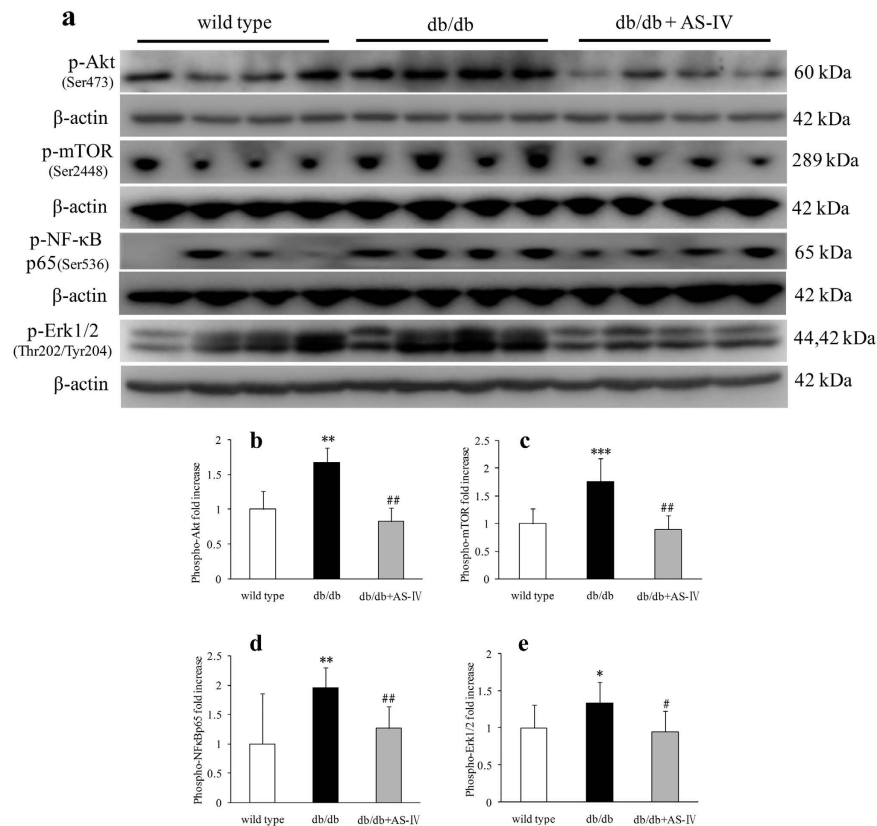 a
wild type db/db db/db + AS-IV
p-Akt
(Ser473)
60 kDa
β-actin 42 kDa
p-mTOR
(Ser2448)
289 kDa
β-actin 42 kDa
p-NF-κB
p65(Ser536)
65 kDa
β-actin 42 kDa
p-Erk1/2
(Thr202/Tyr204)
44,42 kDa
β-actin 42 kDa
b
Phospho-Akt fold increase
2
1.5
1
0.5
0
**
##
wild type db/db db/db+AS-IV
c
Phospho-mTOR fold increase
2.5
2
1.5
1
0.5
0
***
##
wild type db/db db/db+AS-IV
d
Phospho-NFκBp65 fold increase
2.5
2
1.5
1
0.5
0
**
##
wild type db/db db/db+AS-IV
e
Phospho-Erk1/2 fold increase
2
1.5
1
0.5
0
*
#
wild type db/db db/db+AS-IV